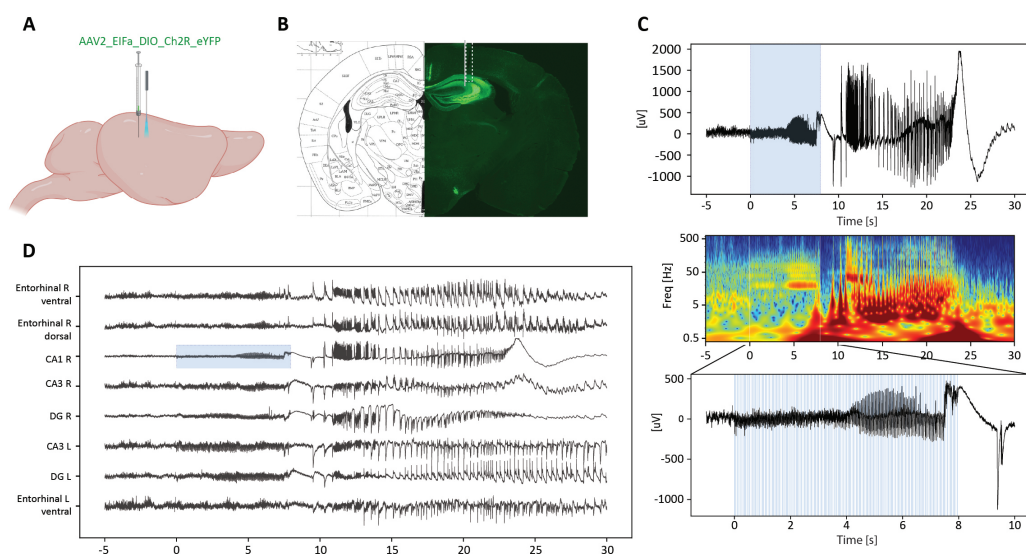 A
AAV2_EIFa_DIO_Ch2R_eYFP
B
C
[uV]
2000
1500
1000
500
0
-500
-1000
-5
0
5
10
15
20
25
30
Time [s]
Freq [Hz]
500
50
5
0.5
-5
0
5
10
15
20
25
30
[uV]
500
0
-500
-1000
0
2
4
6
8
10
Time [s]
D
Entorhinal R
ventral
Entorhinal R
dorsal
CA1 R
CA3 R
DG R
CA3 L
DG L
Entorhinal L
ventral
-5
0
5
10
15
20
25
30